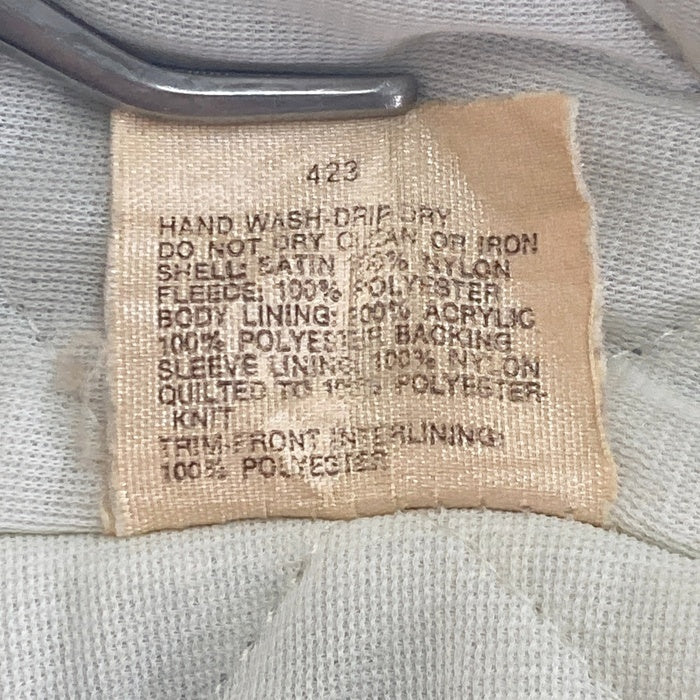 423
HAND WASH-DRIP DRY
DO NOT DRY CLEAN OR IRON
SHELL: SATIN 100% NYLON
FLEECE: 100% POLYESTER
BODY LINING: 100% ACRYLIC
100% POLYESTER BACKING
SLEEVE LINING: 100% NYLON
QUILTED TO 100% POLYESTER-
KNIT
TRIM-FRONT INTERLINING:
100% POLYESTER